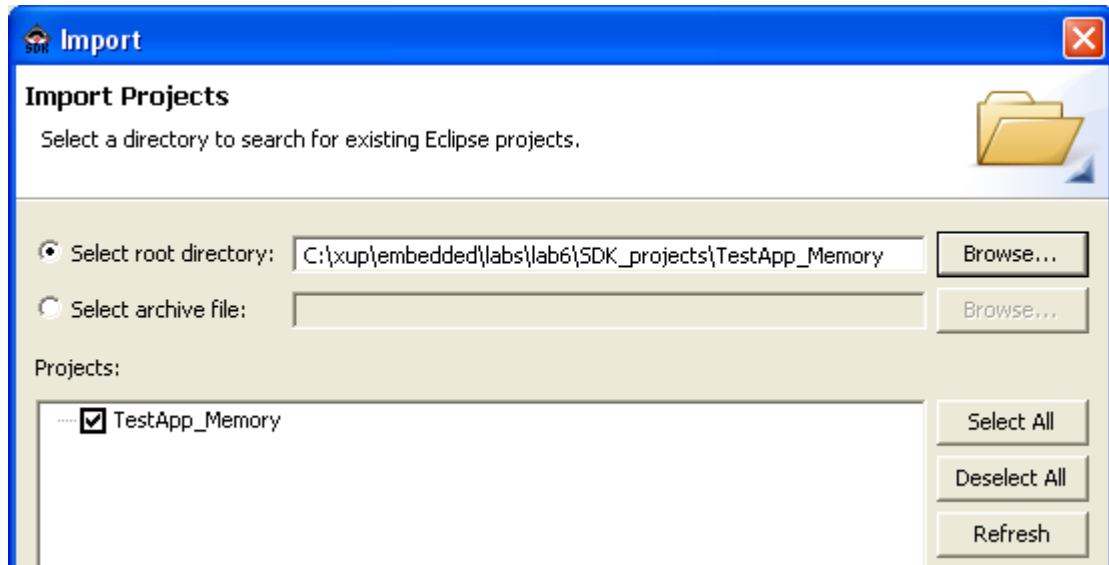 SDK Import
Import Projects
Select a directory to search for existing Eclipse projects.
Select root directory: C:\xup\embedded\labs\lab6\SDK_projects\TestApp_Memory Browse...
Select archive file: Browse...
Projects:
TestApp_Memory
Select All
Deselect All
Refresh